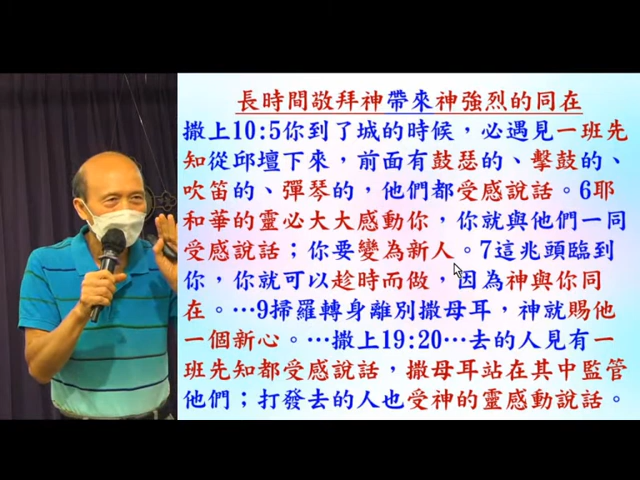 長時間敬拜神帶來神強烈的同在
撒上10:5你到了城的時候，必遇見一班先
知從邱壇下來，前面有鼓瑟的、擊鼓的、
吹笛的、彈琴的，他們都受感說話。6耶
和華的靈必大大感動你，你就與他們一同
受感說話；你要變為新人。7這兆頭臨到
你，你就可以趁時而做，因為神與你同
在。…9掃羅轉身離別撒母耳，神就賜他
一個新心。…撒上19:20…去的人見有一
班先知都受感說話，撒母耳站在其中監管
他們；打發去的人也受神的靈感動說話。